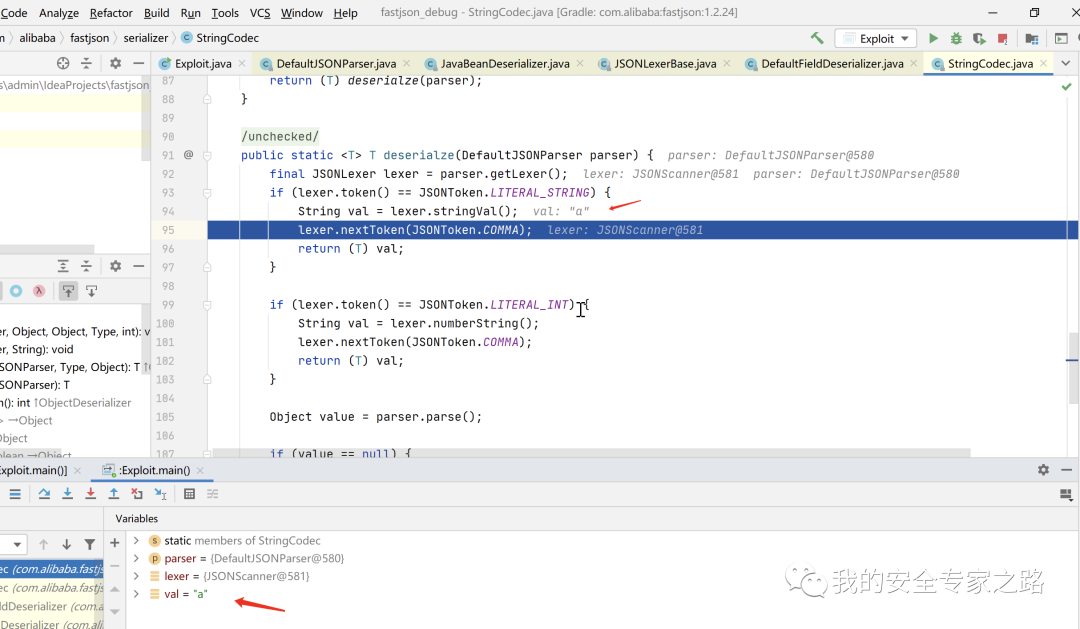 Code Analyze Refactor Build Run Tools VCS Window Help fastjson_debug - StringCodec.java [Gradle: com.alibaba:fastjson:1.2.24]
alibaba fastjson serializer StringCodec Exploit
Exploit.java DefaultJSONParser.java JavaBeanDeserializer.java JSONLexerBase.java DefaultFieldDeserializer.java StringCodec.java
s\admin\IdeaProjects\fastjson
87 return (T) deserialze(parser);
88 }
89
90 /unchecked/
91 @ public static <T> T deserialze(DefaultJSONParser parser) { parser: DefaultJSONParser@580
92 final JSONLexer lexer = parser.getLexer(); lexer: JSONScanner@581 parser: DefaultJSONParser@580
93 if (lexer.token() == JSONToken.LITERAL_STRING) {
94 String val = lexer.stringVal(); val: "a"
95 lexer.nextToken(JSONToken.COMMA); lexer: JSONScanner@581
96 return (T) val;
97 }
98
99 if (lexer.token() == JSONToken.LITERAL_INT) {
100 String val = lexer.numberString();
101 lexer.nextToken(JSONToken.COMMA);
102 return (T) val;
103 }
104
105 Object value = parser.parse();
106
107 if (value == null) {
er, Object, Object, Type, int): v
er, String): void
SONParser, Type, Object): T ↑
SONParser): T
n(): int ↑ObjectDeserializer
→Object
Object
olean →Object
Exploit.main()] :Exploit.main()
Variables
static members of StringCodec
parser = {DefaultJSONParser@580}
lexer = {JSONScanner@581}
val = "a"
ec (com.alibaba.fastjs
ec (com.alibaba.fastjs
ldDeserializer (com.a
Deserializer (com.ali
我的安全专家之路